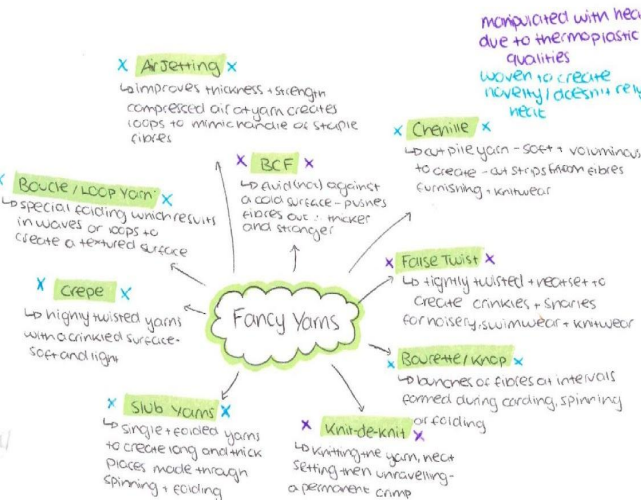 manipulated with heat
due to thermoplastic
qualities
woven to create
novelty/doesn't rely
heat
x Air Jetting x
↳ improves thickness + strength
compressed air at yarn creates
loops to mimic handle of staple
fibres
x Chenille x
↳ cut pile yarn - soft + voluminous
to create - cut strips from fibres
furnishing + knitwear
x BCF x
↳ fluid (hot) against
a cold surface - pushes
fibres out ∴ thicker
and stronger
x Boucle/LOOP Yarn x
↳ special folding which results
in waves or loops to
create a textured surface
x False Twist x
↳ tightly twisted + heatset to
create crinkles + snarles
for hosiery, swimwear + knitwear
x Crepe x
↳ highly twisted yarns
with a crinkled surface-
soft and light
Fancy Yarns
x Bourette/Knop x
↳ bunches of fibres at intervals
formed during carding, spinning
or folding
x Slub Yarns x
↳ single + folded yarns
to create long and thick
places made through
spinning + folding
x Knit-de-knit x
↳ knitting the yarn, heat
setting then unravelling-
a permanent crimp